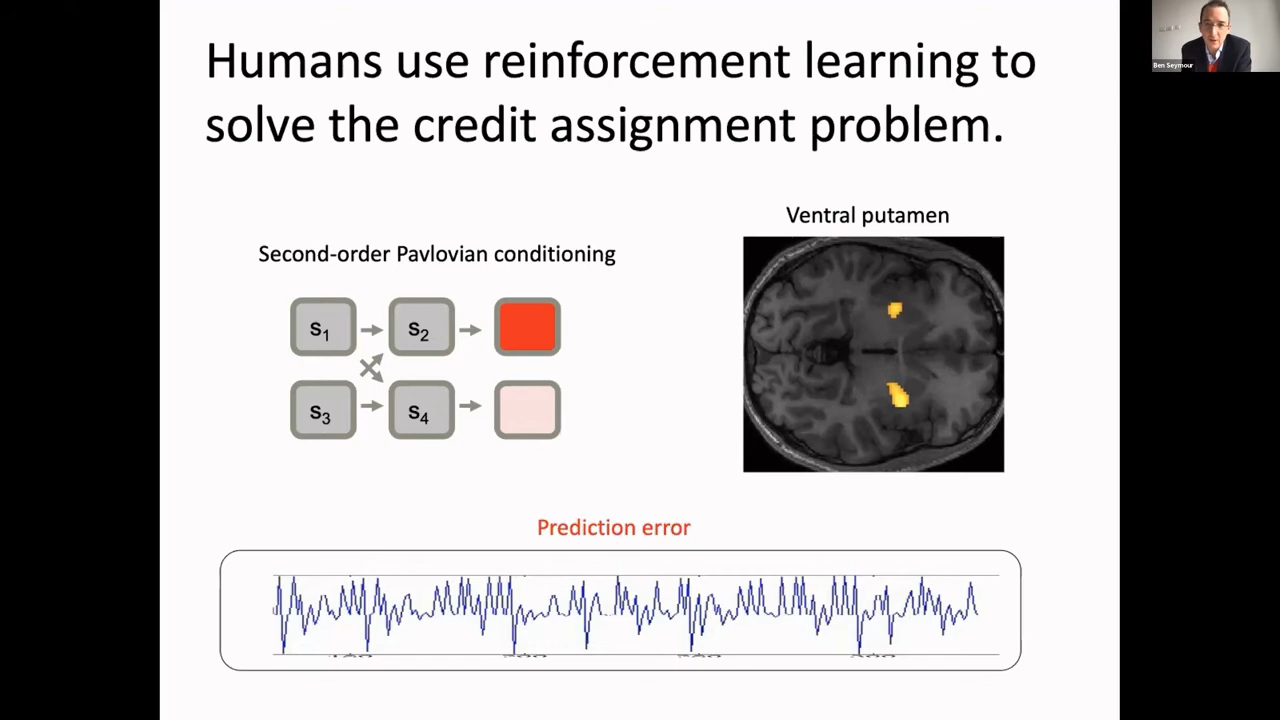 Humans use reinforcement learning to
solve the credit assignment problem.
Ben Seymour
Ventral putamen
Second-order Pavlovian conditioning
S1
S2
S3
S4
Prediction error